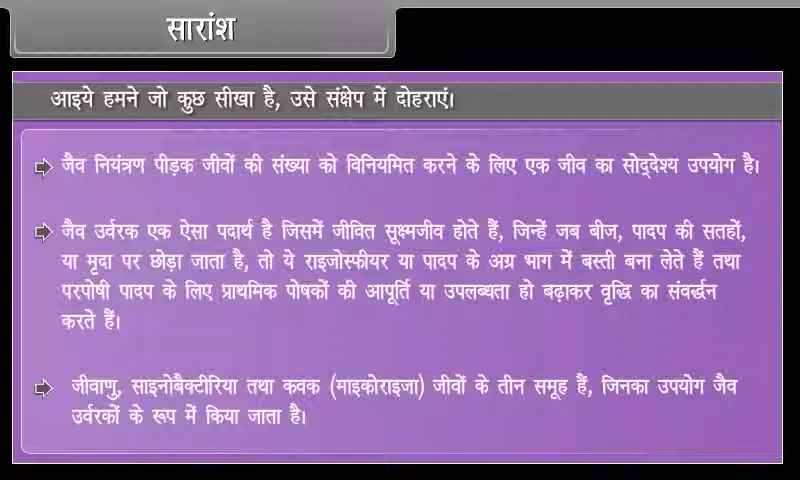 सारांश
आइये हमने जो कुछ सीखा है, उसे संक्षेप में दोहराएं।
जैव नियंत्रण पीड़क जीवों की संख्या को विनियमित करने के लिए एक जीव का सोद्देश्य उपयोग है।
जैव उर्वरक एक ऐसा पदार्थ है जिसमें जीवित सूक्ष्मजीव होते हैं, जिन्हें जब बीज, पादप की सतहों,
या मृदा पर छोड़ा जाता है, तो ये राइजोस्फीयर या पादप के अग्र भाग में बस्ती बना लेते हैं तथा
परपोषी पादप के लिए प्राथमिक पोषकों की आपूर्ति या उपलब्धता हो बढ़ाकर वृद्धि का संवर्द्धन
करते हैं।
जीवाणु, साइनोबैक्टीरिया तथा कवक (माइकोराइजा) जीवों के तीन समूह हैं, जिनका उपयोग जैव
उर्वरकों के रूप में किया जाता है।